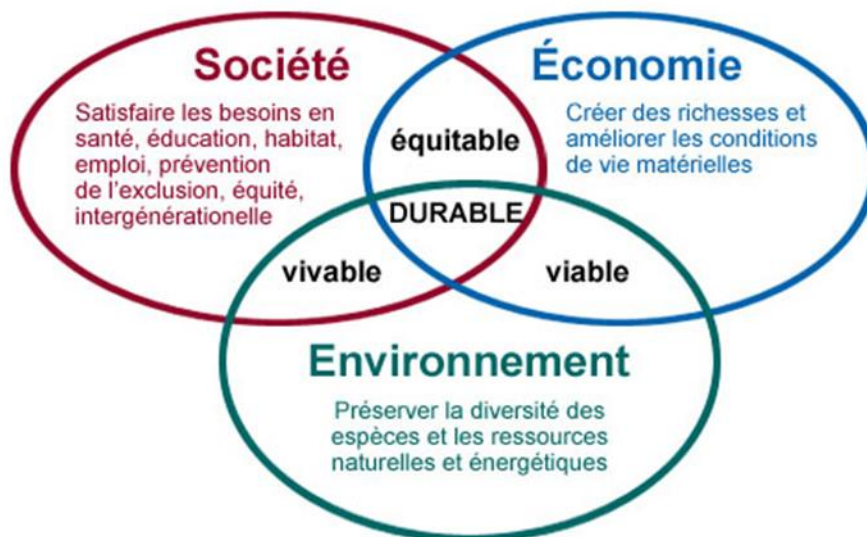 Société
Satisfaire les besoins en
santé, éducation, habitat,
emploi, prévention
de l'exclusion, équité,
intergénérationelle
Économie
Créer des richesses et
améliorer les conditions
de vie matérielles
équitable
DURABLE
vivable
viable
Environnement
Préserver la diversité des
espèces et les ressources
naturelles et énergétiques